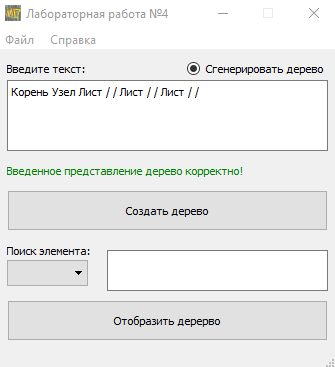 Лабораторная работа №4
Файл Справка
Введите текст: Сгенерировать дерево
Корень Узел Лист / / Лист / / Лист / /
Введенное представление дерево корректно!
Создать дерево
Поиск элемента:
Отобразить дерерво